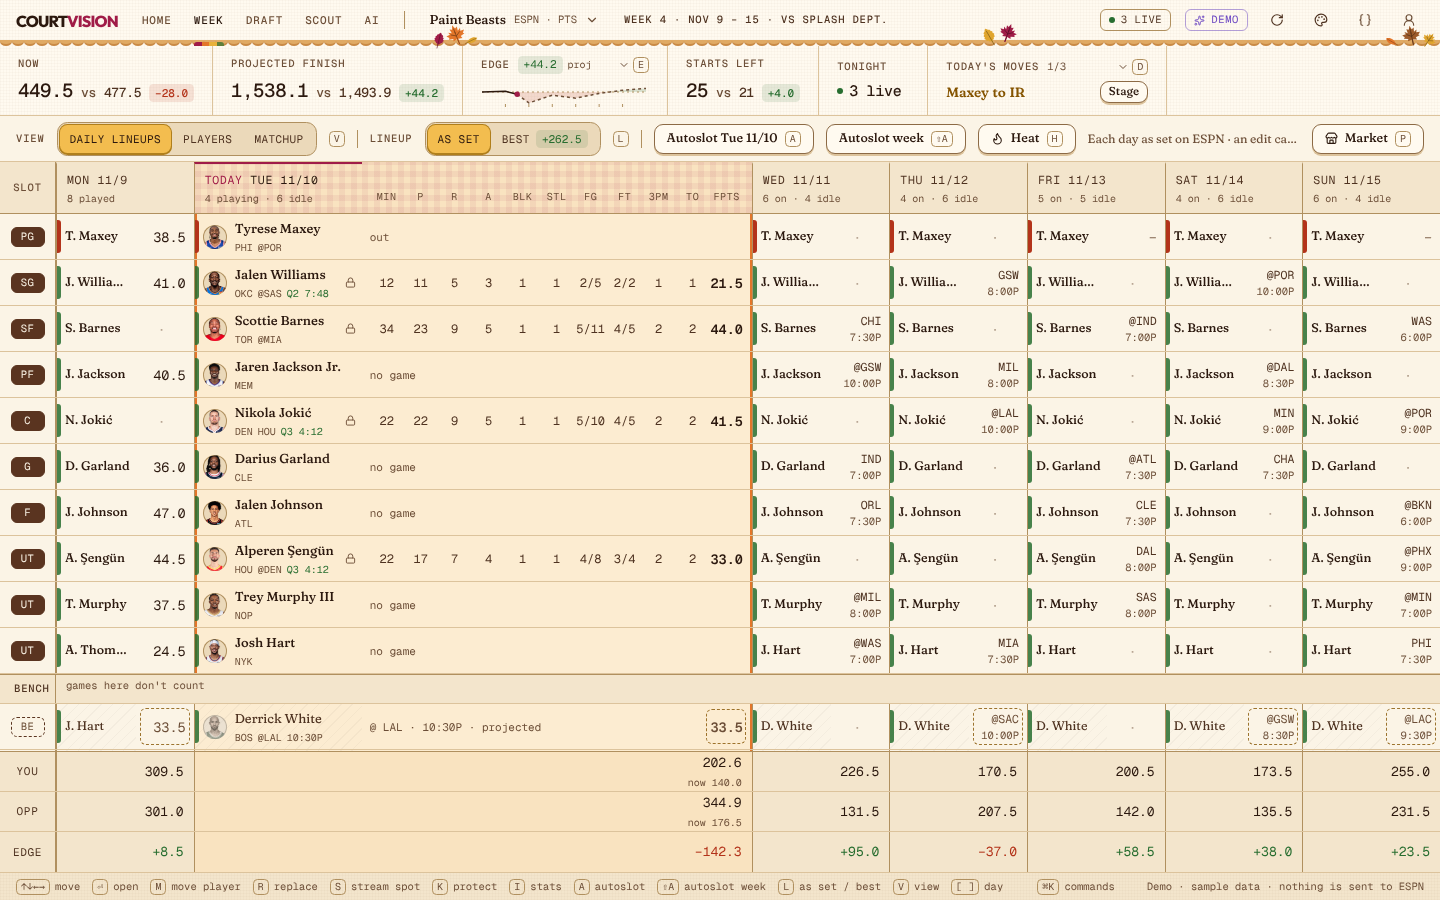 COURTVISION HOME WEEK DRAFT SCOUT AI Paint Beasts ESPN · PTS WEEK 4 · NOV 9 – 15 · VS SPLASH DEPT. 3 LIVE DEMO { }
NOW PROJECTED FINISH EDGE +44.2 proj E STARTS LEFT TONIGHT TODAY'S MOVES 1/3 D
449.5 vs 477.5 −28.0 1,538.1 vs 1,493.9 +44.2 25 vs 21 +4.0 3 live Maxey to IR Stage
VIEW DAILY LINEUPS PLAYERS MATCHUP V LINEUP AS SET BEST +262.5 L Autoslot Tue 11/10 A Autoslot week ⇧A Heat H Each day as set on ESPN · an edit ca… Market P
SLOT MON 11/9 TODAY TUE 11/10 WED 11/11 THU 11/12 FRI 11/13 SAT 11/14 SUN 11/15
8 played 4 playing · 6 idle MIN P R A BLK STL FG FT 3PM TO FPTS 6 on · 4 idle 4 on · 6 idle 5 on · 5 idle 4 on · 6 idle 6 on · 4 idle
PG T. Maxey 38.5 Tyrese Maxey out T. Maxey · T. Maxey · T. Maxey – T. Maxey · T. Maxey –
PHI @POR
SG J. Willia… 41.0 Jalen Williams 12 11 5 3 1 1 2/5 2/2 1 1 21.5 J. Willia… · J. Willia… GSW J. Willia… · J. Willia… @POR J. Willia… ·
OKC @SAS Q2 7:48 8:00P 10:00P
SF S. Barnes · Scottie Barnes 34 23 9 5 1 1 5/11 4/5 2 2 44.0 S. Barnes CHI S. Barnes · S. Barnes @IND S. Barnes · S. Barnes WAS
TOR @MIA 7:30P 7:00P 6:00P
PF J. Jackson 40.5 Jaren Jackson Jr. no game J. Jackson @GSW J. Jackson MIL J. Jackson · J. Jackson @DAL J. Jackson ·
MEM 10:00P 8:00P 8:30P
C N. Jokić · Nikola Jokić 22 22 9 5 1 1 5/10 4/5 2 2 41.5 N. Jokić · N. Jokić @LAL N. Jokić · N. Jokić MIN N. Jokić @POR
DEN HOU Q3 4:12 10:00P 9:00P 9:00P
G D. Garland 36.0 Darius Garland no game D. Garland IND D. Garland · D. Garland @ATL D. Garland CHA D. Garland ·
CLE 7:30P 7:30P 7:30P
F J. Johnson 47.0 Jalen Johnson no game J. Johnson ORL J. Johnson · J. Johnson CLE J. Johnson · J. Johnson @BKN
ATL 7:30P 7:30P 6:00P
UT A. Şengün 44.5 Alperen Şengün 22 17 7 4 1 1 4/8 3/4 2 2 33.0 A. Şengün · A. Şengün · A. Şengün DAL A. Şengün · A. Şengün @PHX
HOU @DEN Q3 4:12 8:00P 9:00P
UT T. Murphy 37.5 Trey Murphy III no game T. Murphy @MIL T. Murphy · T. Murphy SAS T. Murphy · T. Murphy @MIN
NOP 8:00P 8:00P 7:00P
UT A. Thom… 24.5 Josh Hart no game J. Hart @WAS J. Hart MIA J. Hart · J. Hart · J. Hart PHI
NYK 7:00P 7:30P 7:30P
BENCH games here don't count
BE J. Hart 33.5 Derrick White @ LAL · 10:30P · projected 33.5 D. White · D. White @SAC D. White · D. White @GSW D. White @LAC
BOS @LAL 10:30P 10:00P 8:30P 9:30P
YOU 309.5 202.6 226.5 170.5 200.5 173.5 255.0
now 140.0
OPP 301.0 344.9 131.5 207.5 142.0 135.5 231.5
now 176.5
EDGE +8.5 −142.3 +95.0 −37.0 +58.5 +38.0 +23.5
↑↓←→ move ⏎ open M move player R replace S stream spot K protect I stats A autoslot ⇧A autoslot week L as set / best V view [ ] day ⌘K commands Demo · sample data · nothing is sent to ESPN